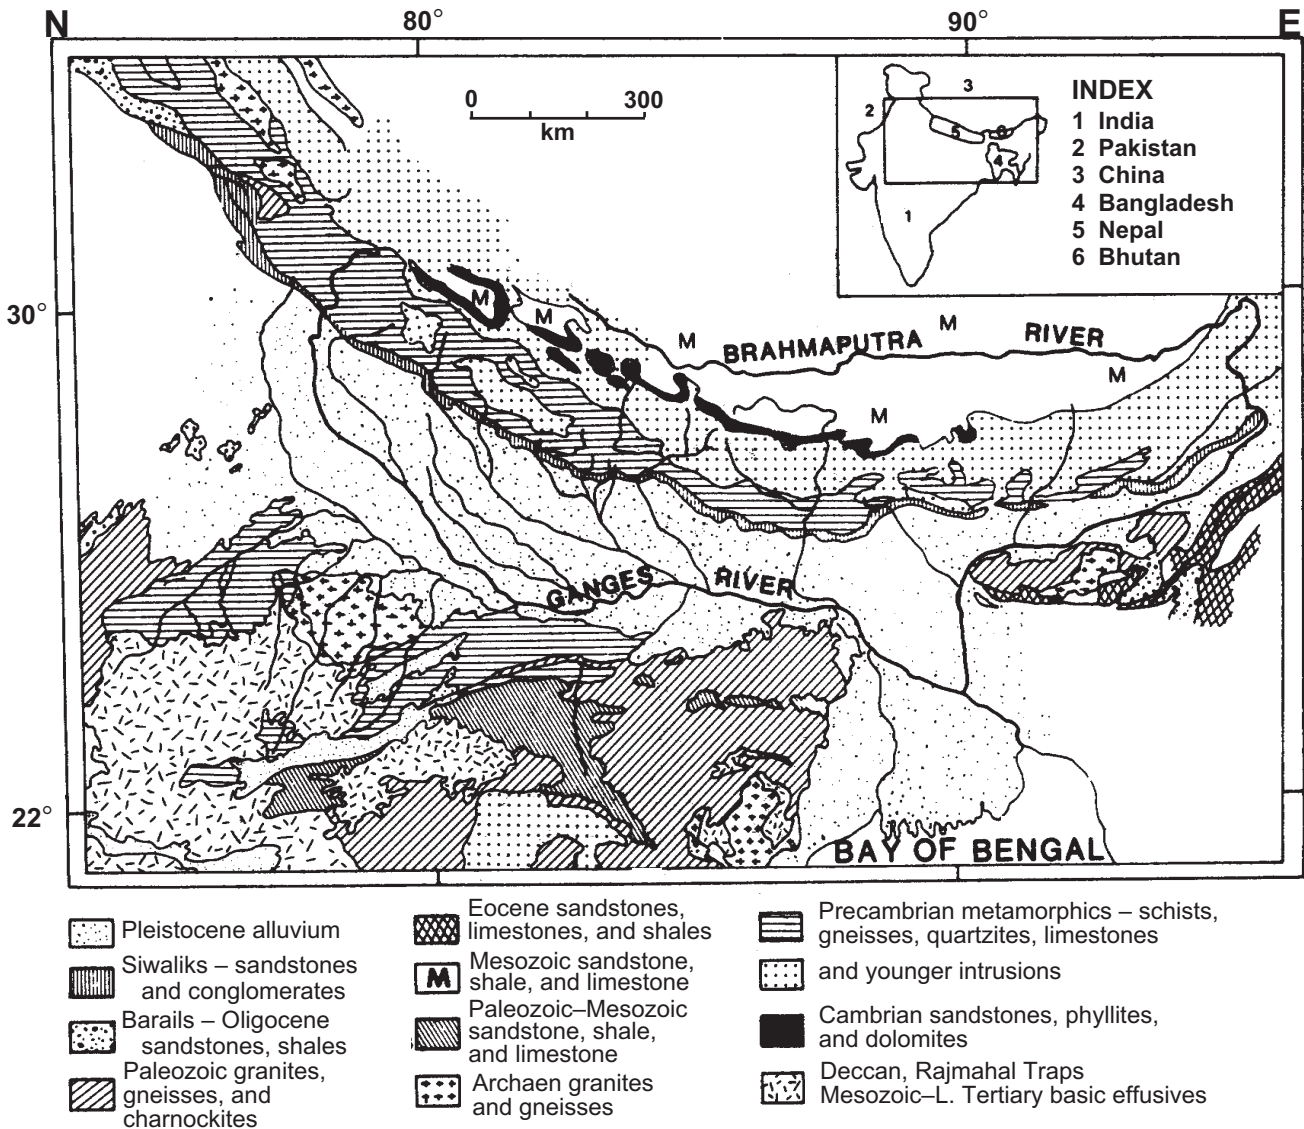 N 80° 90° E
0 300
km
3
2
5 6
4
1
INDEX
1 India
2 Pakistan
3 China
4 Bangladesh
5 Nepal
6 Bhutan
30°
M
M
M
M
M
M
BRAHMAPUTRA RIVER
GANGES RIVER
22°
BAY OF BENGAL
Pleistocene alluvium
Siwaliks – sandstones
and conglomerates
Barails – Oligocene
sandstones, shales
Paleozoic granites,
gneisses, and
charnockites
Eocene sandstones,
limestones, and shales
M
Mesozoic sandstone,
shale, and limestone
Paleozoic–Mesozoic
sandstone, shale,
and limestone
Archaen granites
and gneisses
Precambrian metamorphics – schists,
gneisses, quartzites, limestones
and younger intrusions
Cambrian sandstones, phyllites,
and dolomites
Deccan, Rajmahal Traps
Mesozoic–L. Tertiary basic effusives